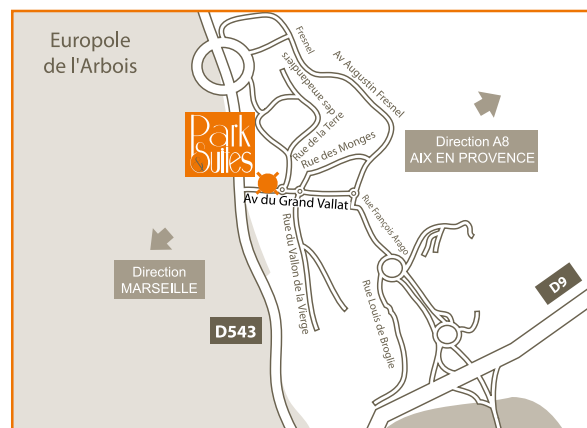 Europole
de l'Arbois
Fresnel
Av Augustin Fresnel
des amadaniers
Rue de la Terre
Rue des Monges
Park
Suites
Direction A8
AIX EN PROVENCE
Av du Grand Vallat
Rue François Arago
Rue du Vallon de la Vierge
Direction
MARSEILLE
Rue Louis de Broglie
D9
D543